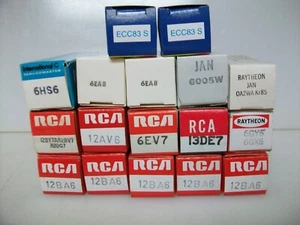 ECC83 S
ECC83 S
International
6HS6
6EA8
6EA8
JAN
6005W
RAYTHEON
JAN
RCA
RCA
12AV6
RCA
6EV7
RCA
13DE7
RAYTHEON
RCA
12BA6
RCA
12BA6
RCA
12BA6
RCA
12BA6
RCA
12BA6